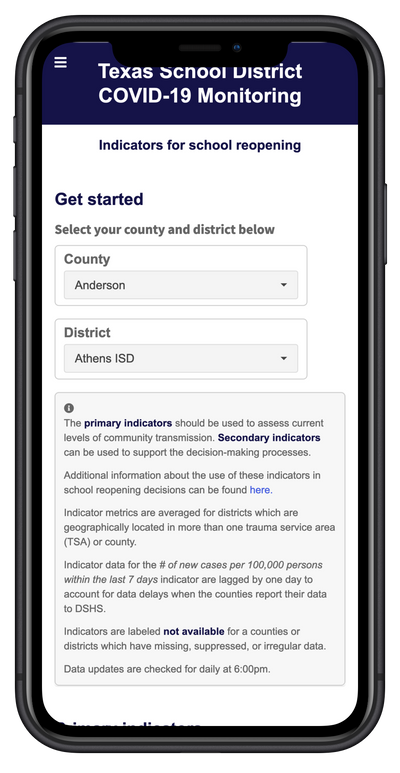 Texas School District
COVID-19 Monitoring
Indicators for school reopening
Get started
Select your county and district below
County
Anderson
District
Athens ISD
The primary indicators should be used to assess current
levels of community transmission. Secondary indicators
can be used to support the decision-making processes.
Additional information about the use of these indicators in
school reopening decisions can be found here.
Indicator metrics are averaged for districts which are
geographically located in more than one trauma service area
(TSA) or county.
Indicator data for the # of new cases per 100,000 persons
within the last 7 days indicator are lagged by one day to
account for data delays when the counties report their data
to DSHS.
Indicators are labeled not available for a counties or
districts which have missing, suppressed, or irregular data.
Data updates are checked for daily at 6:00pm.
Primary indicators